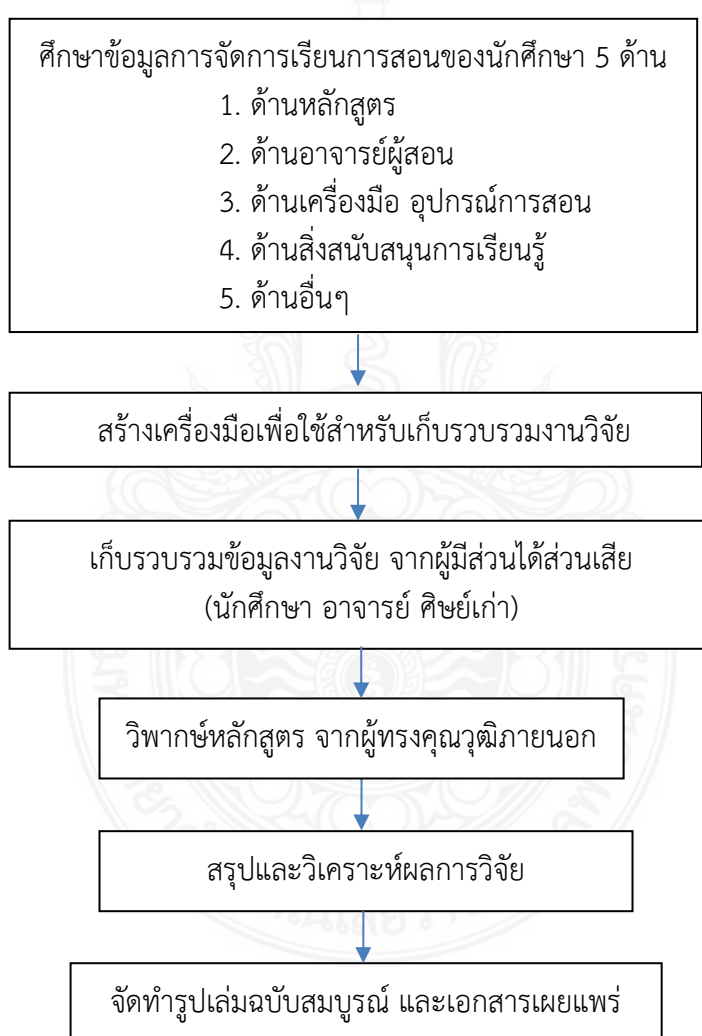 ศึกษาข้อมูลการจัดการเรียนการสอนของนักศึกษา 5 ด้าน
1. ด้านหลักสูตร
2. ด้านอาจารย์ผู้สอน
3. ด้านเครื่องมือ อุปกรณ์การสอน
4. ด้านสิ่งสนับสนุนการเรียนรู้
5. ด้านอื่นๆ
สร้างเครื่องมือเพื่อใช้สำหรับเก็บรวบรวมงานวิจัย
เก็บรวบรวมข้อมูลงานวิจัย จากผู้มีส่วนได้ส่วนเสีย
(นักศึกษา อาจารย์ ศิษย์เก่า)
วิพากษ์หลักสูตร จากผู้ทรงคุณวุฒิภายนอก
สรุปและวิเคราะห์ผลการวิจัย
จัดทำรูปเล่มฉบับสมบูรณ์ และเอกสารเผยแพร่